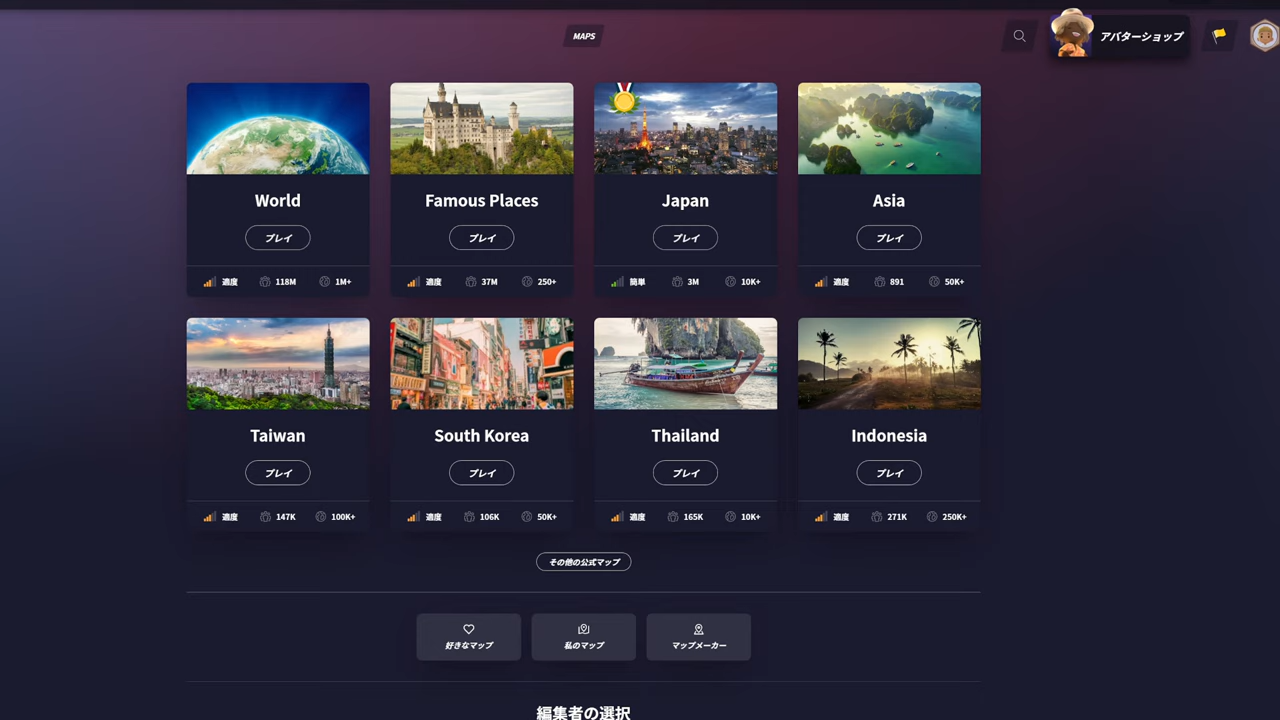 MAPS
アバターショップ
World
プレイ
適度 118M 1M+
Famous Places
プレイ
適度 37M 250+
Japan
プレイ
簡単 3M 10K+
Asia
プレイ
適度 891 50K+
Taiwan
プレイ
適度 147K 100K+
South Korea
プレイ
適度 106K 50K+
Thailand
プレイ
適度 165K 10K+
Indonesia
プレイ
適度 271K 250K+
その他の公式マップ
好きなマップ
私のマップ
マップメーカー
編集者の選択